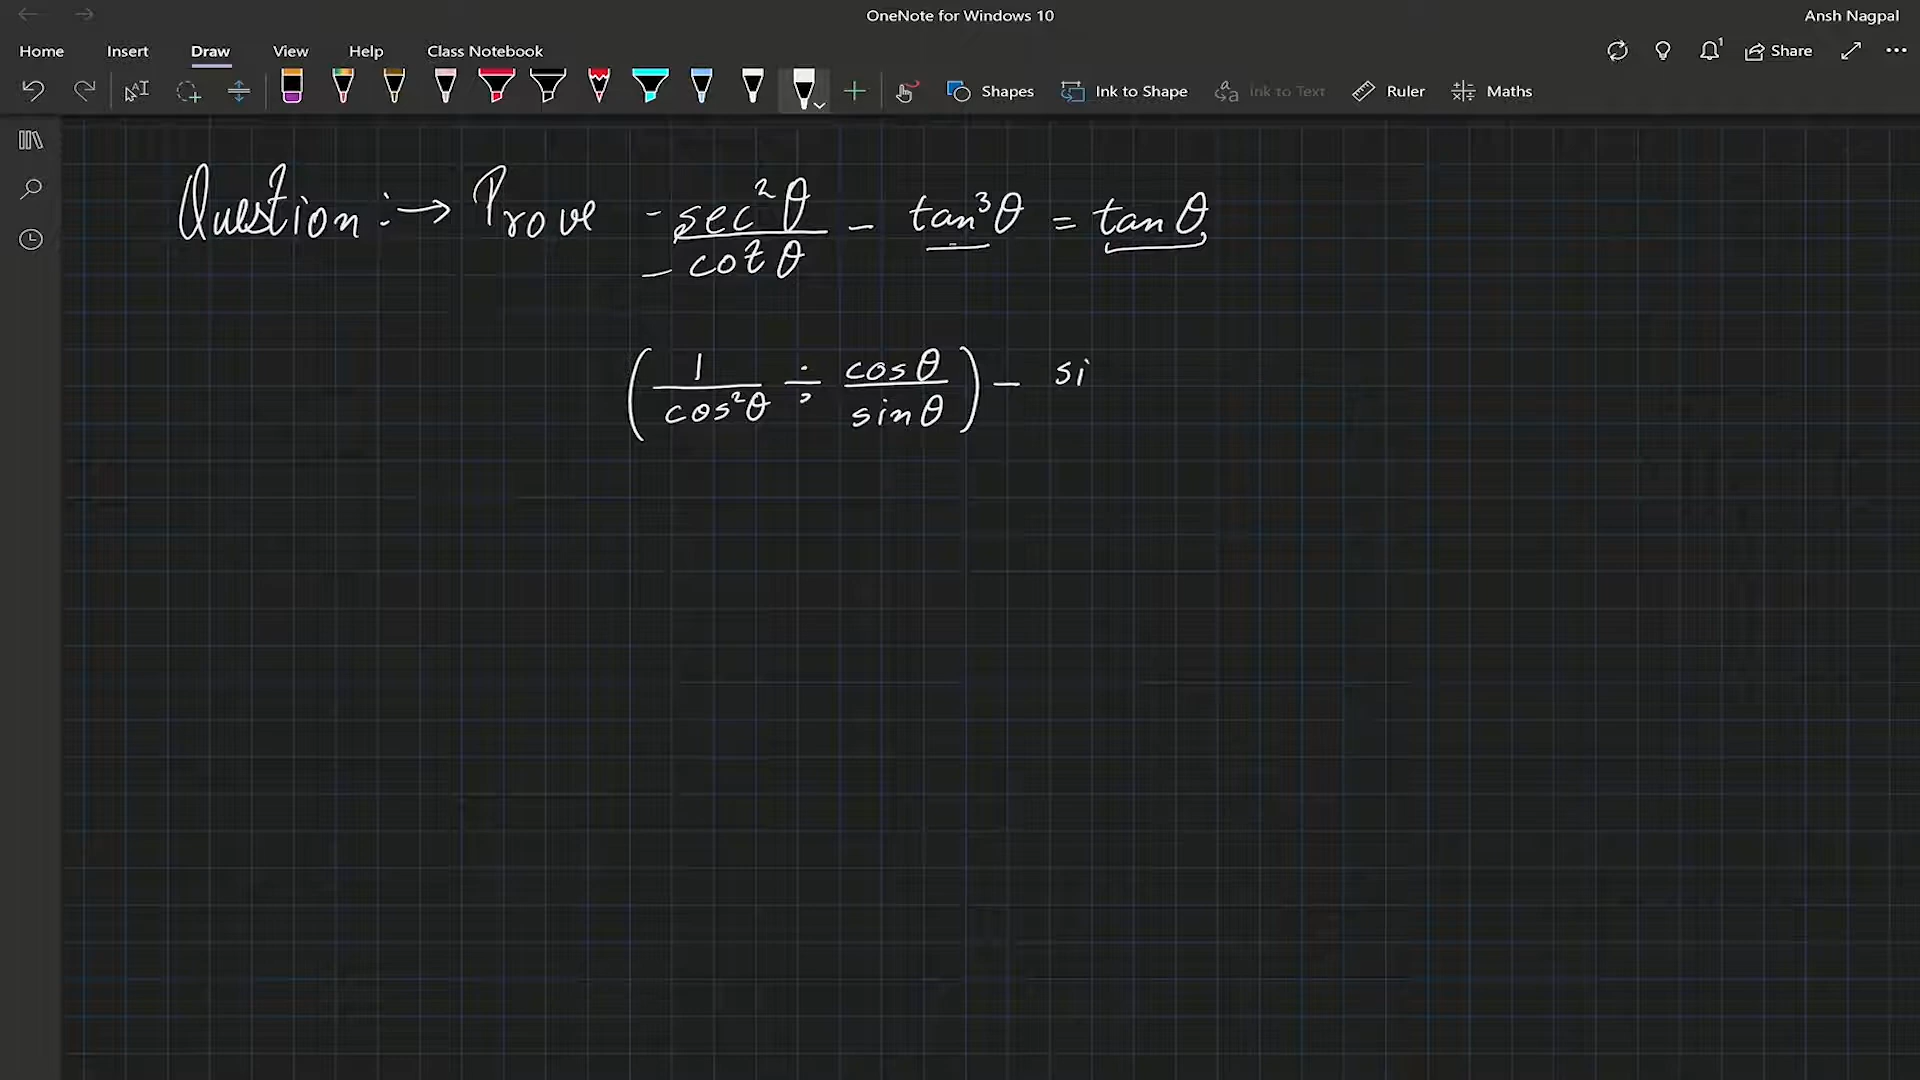 OneNote for Windows 10
Ansh Nagpal
Home Insert Draw View Help Class Notebook
1 Share
Shapes Ink to Shape Ink to Text Ruler Maths
Question :→ Prove sec²θ/cotθ - tan³θ = tanθ
(1/cos²θ ÷ cosθ/sinθ) - si